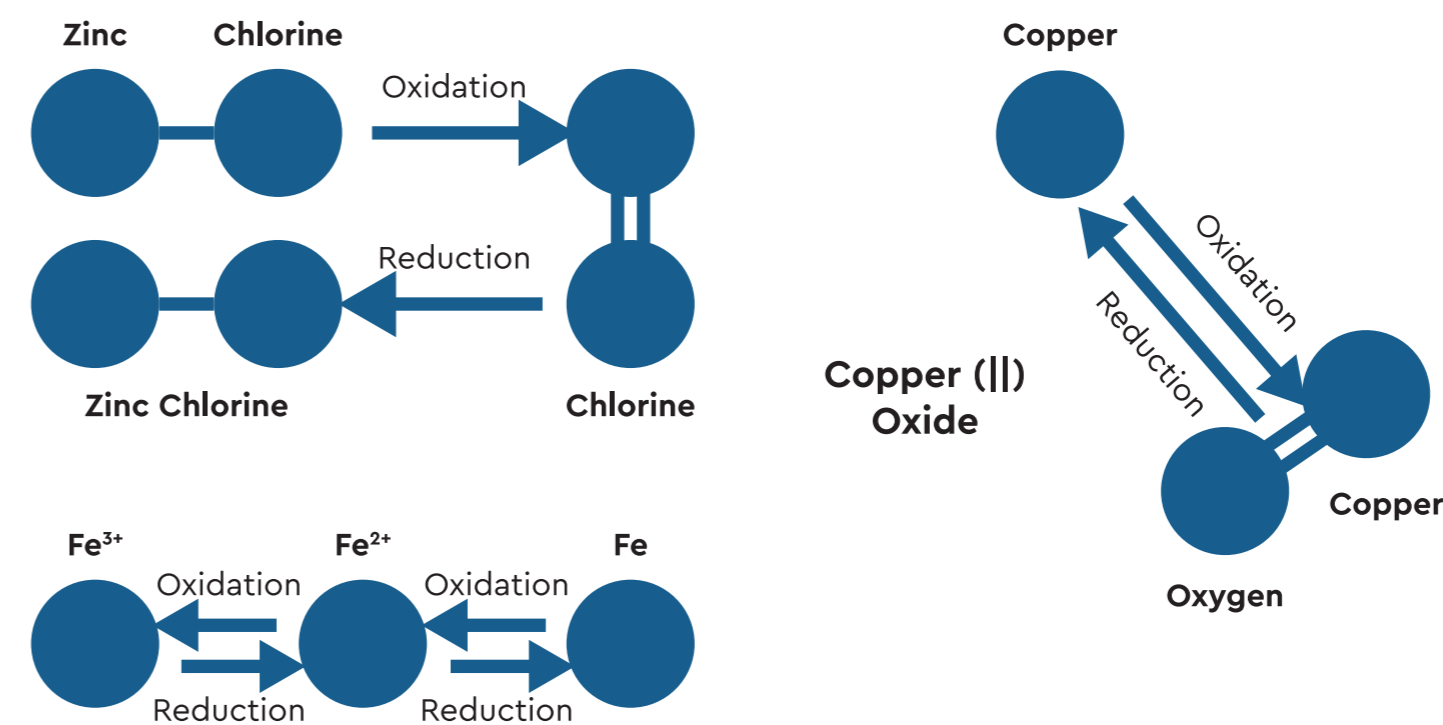 Zinc
Chlorine
Oxidation
Reduction
Zinc Chlorine
Chlorine
Copper
Oxidation
Reduction
Copper (||)
Oxide
Copper
Oxygen
Fe³⁺
Fe²⁺
Fe
Oxidation
Oxidation
Reduction
Reduction